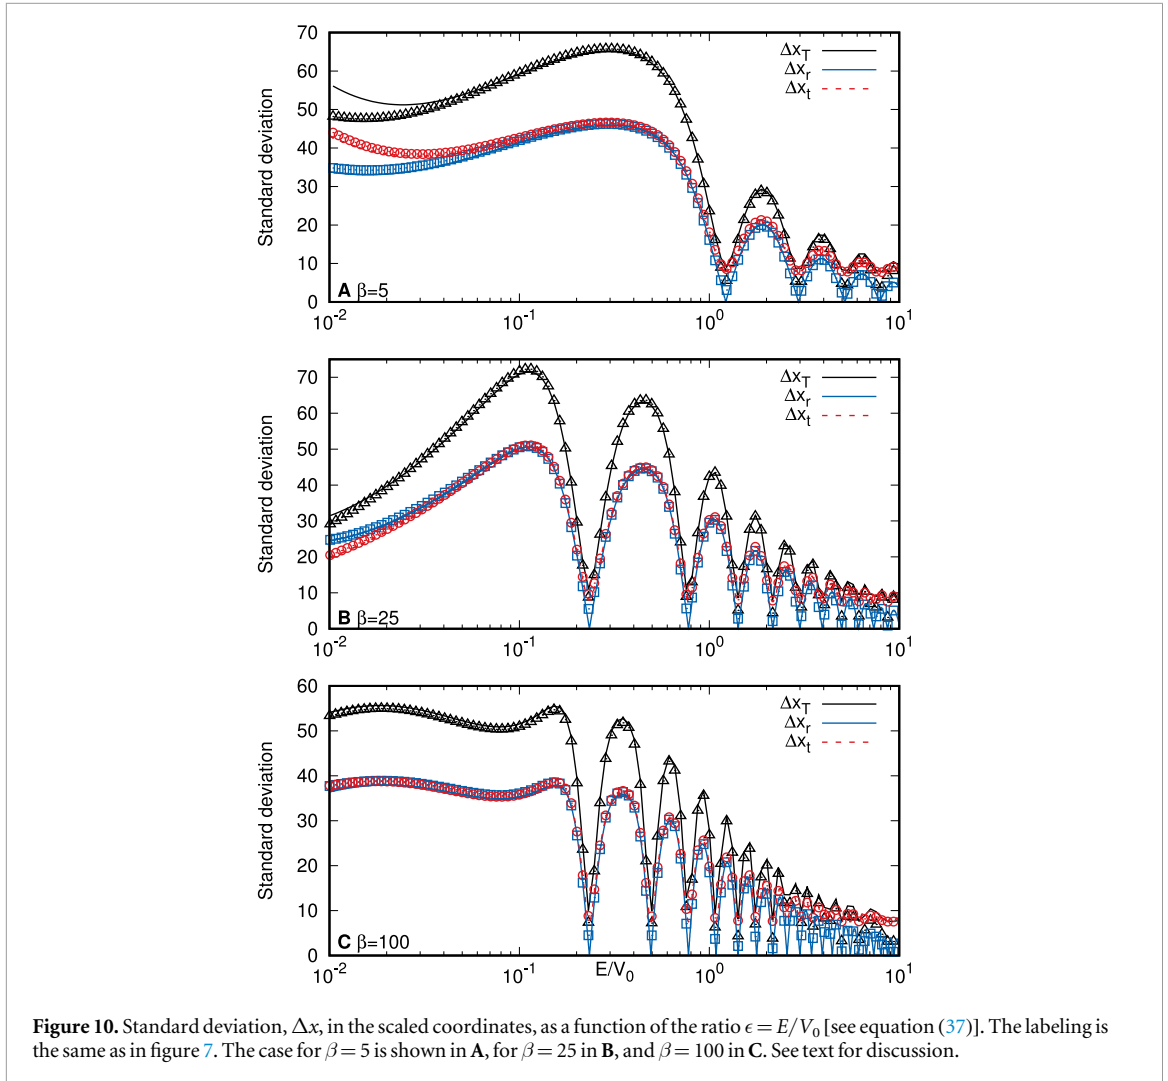 70
60
50
40
30
20
10
0
Standard deviation
Δx_T
Δx_r
Δx_t
A β=5
10^-2 10^-1 10^0 10^1
70
60
50
40
30
20
10
0
Standard deviation
Δx_T
Δx_r
Δx_t
B β=25
10^-2 10^-1 10^0 10^1
60
50
40
30
20
10
0
Standard deviation
Δx_T
Δx_r
Δx_t
C β=100
10^-2 10^-1 E/V_0 10^0 10^1
Figure 10. Standard deviation, Δx, in the scaled coordinates, as a function of the ratio ϵ = E/V_0 [see equation (37)]. The labeling is
the same as in figure 7. The case for β = 5 is shown in A, for β = 25 in B, and β = 100 in C. See text for discussion.